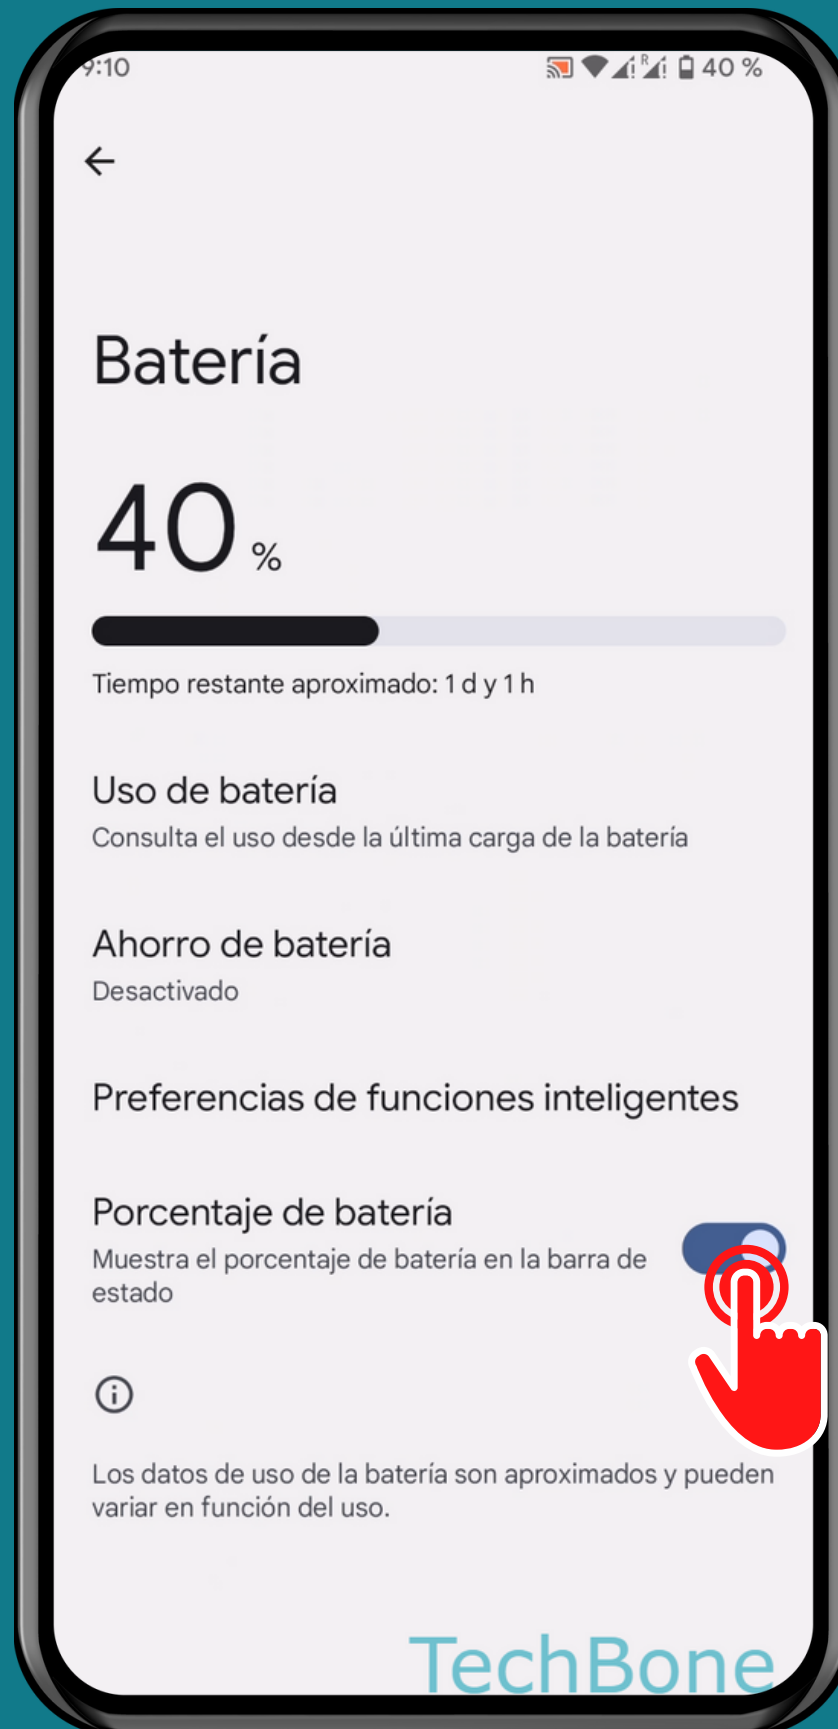 9:10 R 40 %
Batería
40 %
Tiempo restante aproximado: 1 d y 1 h
Uso de batería
Consulta el uso desde la última carga de la batería
Ahorro de batería
Desactivado
Preferencias de funciones inteligentes
Porcentaje de batería
Muestra el porcentaje de batería en la barra de
estado
Los datos de uso de la batería son aproximados y pueden
variar en función del uso.
TechBone